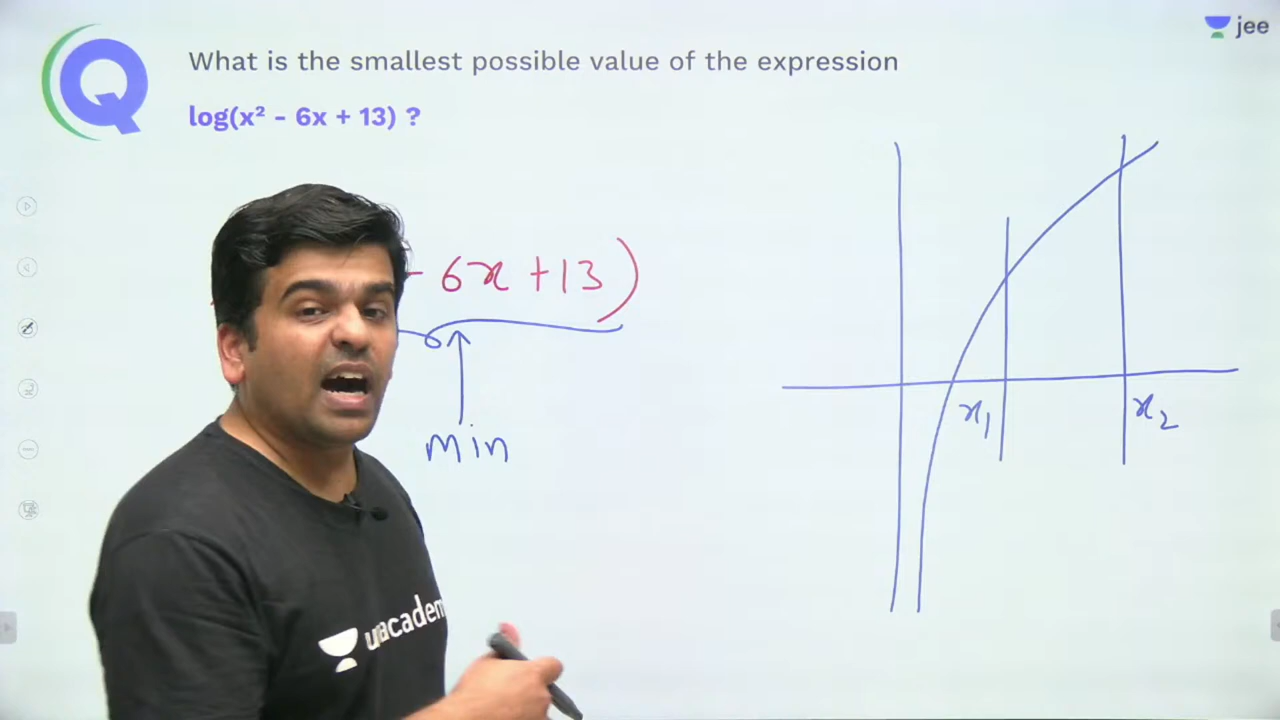 jee
Q
What is the smallest possible value of the expression
log(x² - 6x + 13) ?
- 6x + 13)
min
x₁
x₂
unacadem